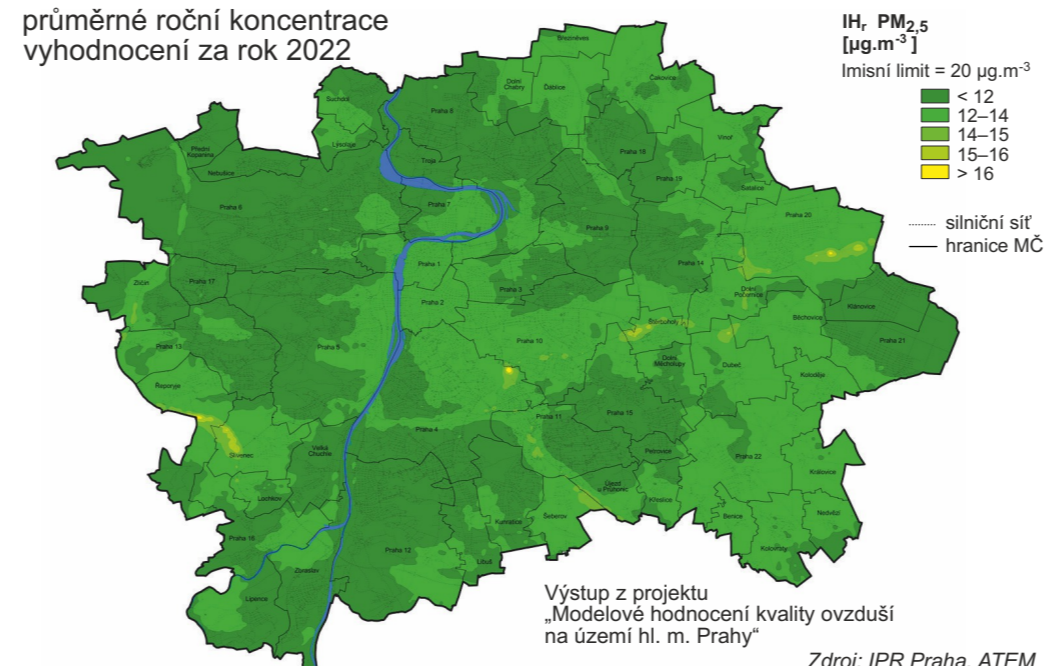 průměrné roční koncentrace
vyhodnocení za rok 2022
IHr PM2,5
[µg.m-3 ]
Imisní limit = 20 µg.m-3
< 12
12–14
14–15
15–16
> 16
silniční síť
hranice MČ
Březiněves
Dolní
Chabry
Ďáblice
Čakovice
Suchdol
Praha 8
Lysolaje
Přední
Kopanina
Nebušice
Troja
Praha 18
Vinoř
Praha 19
Satalice
Praha 6
Praha 7
Praha 20
Praha 9
Praha 1
Praha 14
Zličín
Praha 17
Praha 3
Praha 2
Dolní
Počernice
Klánovice
Běchovice
Štěrboholy
Praha 10
Praha 21
Praha 13
Praha 5
Dolní
Měcholupy
Dubeč
Koloděje
Řeporyje
Praha 11
Praha 15
Praha 4
Slivenec
Velká
Chuchle
Petrovice
Praha 22
Královice
Újezd
u Průhonic
Lochkov
Křeslice
Benice
Nedvězí
Kunratice
Šeberov
Praha 16
Praha 12
Kolovraty
Libuš
Zbraslav
Lipence
Výstup z projektu
„Modelové hodnocení kvality ovzduší
na území hl. m. Prahy“
Zdroj: IPR Praha, ATEM